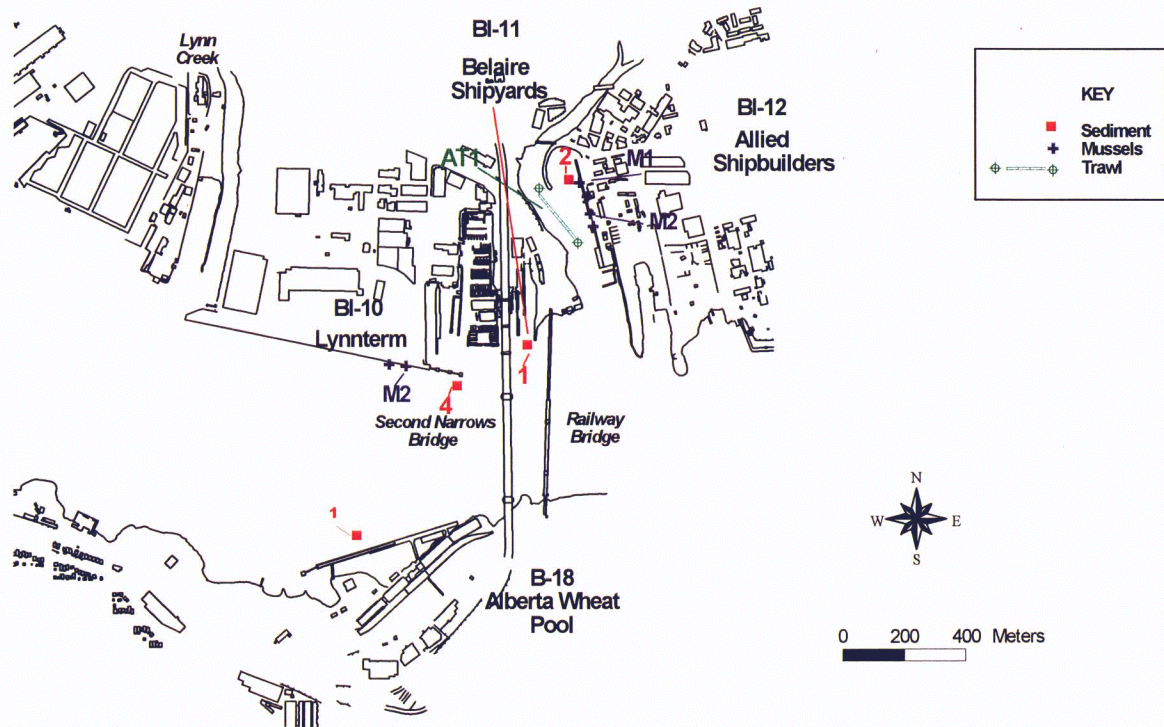 BI-11
Lynn
Creek
Belaire
Shipyards
KEY
BI-12
Sediment
Allied
Shipbuilders
Mussels
AT1
2
M1
Trawl
M2
BI-10
Lynnterm
1
M2
4
Second Narrows
Bridge
Railway
Bridge
N
1
W
E
S
B-18
Alberta Wheat
Pool
0 200 400 Meters